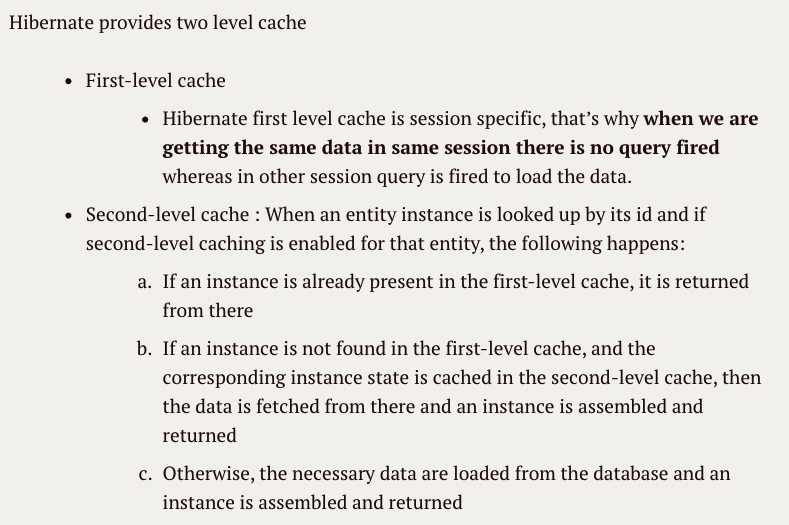 Hibernate provides two level cache
• First-level cache
• Hibernate first level cache is session specific, that’s why when we are
getting the same data in same session there is no query fired
whereas in other session query is fired to load the data.
• Second-level cache : When an entity instance is looked up by its id and if
second-level caching is enabled for that entity, the following happens:
a. If an instance is already present in the first-level cache, it is returned
from there
b. If an instance is not found in the first-level cache, and the
corresponding instance state is cached in the second-level cache, then
the data is fetched from there and an instance is assembled and
returned
c. Otherwise, the necessary data are loaded from the database and an
instance is assembled and returned